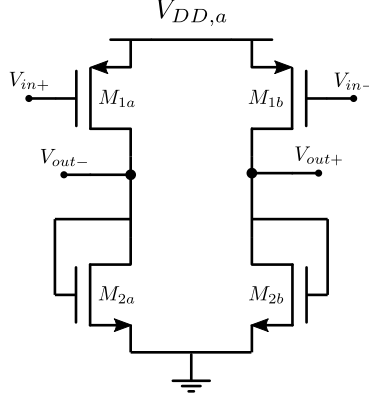 V_{DD,a}
V_{in+} M_{1a} M_{1b} V_{in-}
V_{out-} V_{out+}
M_{2a} M_{2b}